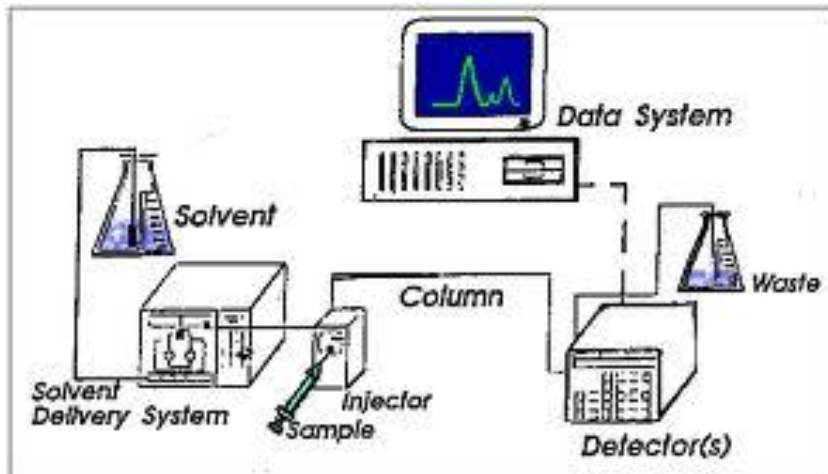 Data System
Solvent
Column
Waste
Solvent
Delivery System
Injector
Sample
Detector(s)